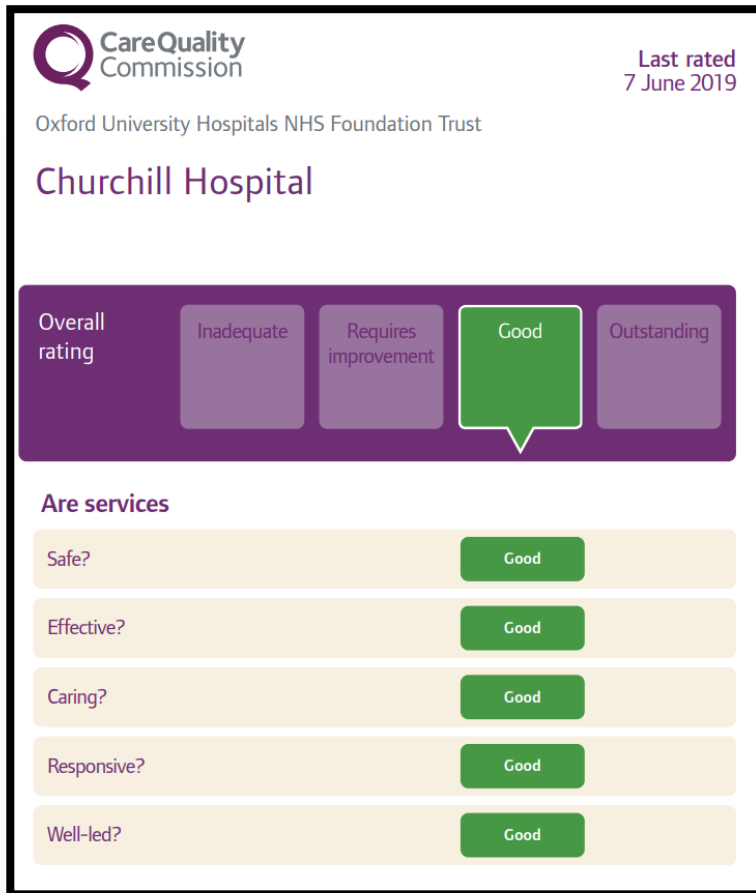 CareQuality
Commission
Last rated
7 June 2019
Oxford University Hospitals NHS Foundation Trust
Churchill Hospital
Overall
rating
Inadequate
Requires
improvement
Good
Outstanding
Are services
Safe? Good
Effective? Good
Caring? Good
Responsive? Good
Well-led? Good